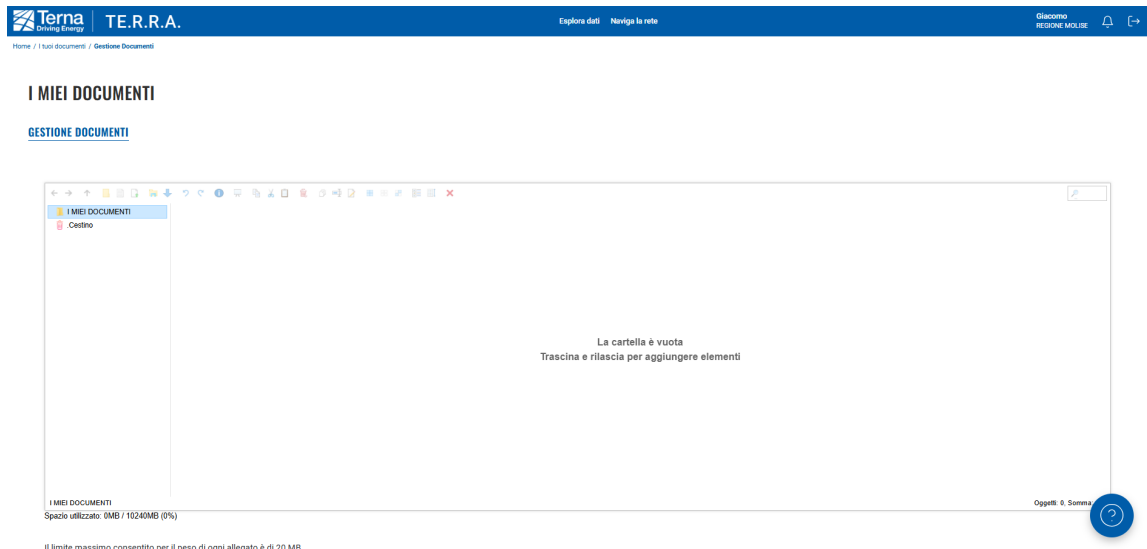 Terna
Driving Energy
TE.R.R.A.
Esplora dati Naviga la rete
Giacomo
REGIONE MOLISE
Home / I tuoi documenti / Gestione Documenti
I MIEI DOCUMENTI
GESTIONE DOCUMENTI
I MIEI DOCUMENTI
Cestino
La cartella è vuota
Trascina e rilascia per aggiungere elementi
I MIEI DOCUMENTI
Oggetti: 0, Somma:
Spazio utilizzato: 0MB / 10240MB (0%)
Il limite massimo consentito per il peso di ogni allegato è di 20 MB